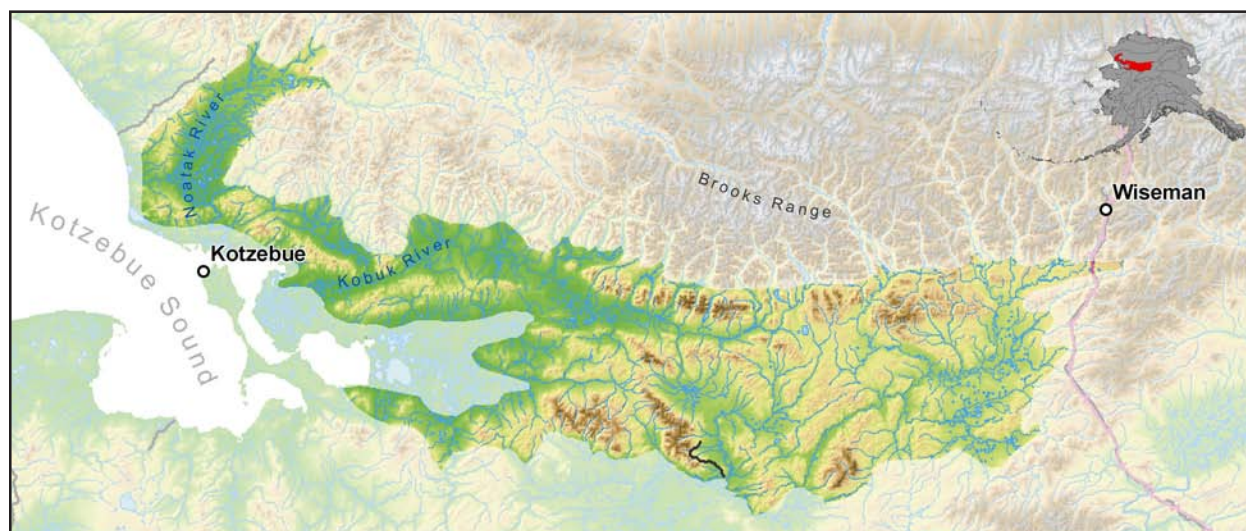 Noatak River
Brooks Range
Wiseman
Kotzebue
Kobuk River
Kotzebue Sound